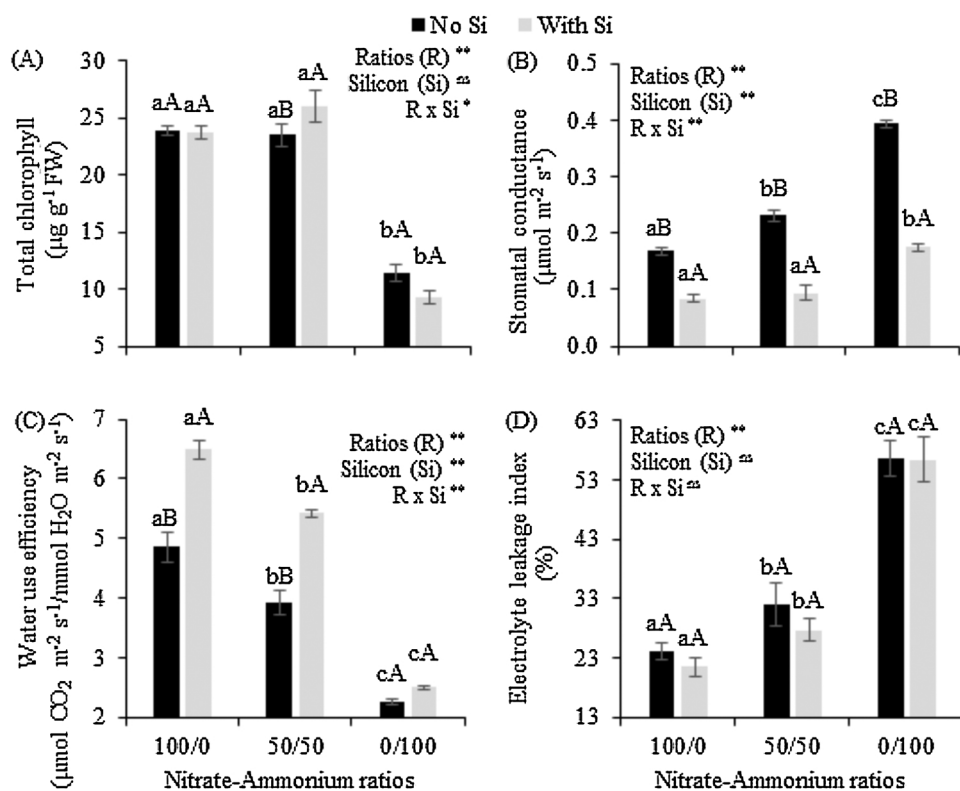 No Si With Si
(A)
Total chlorophyll
(µg g⁻¹ FW)
30
25
20
15
10
5
aA aA
aB
aA
bA
bA
Ratios (R) **
Silicon (Si) ns
R x Si *
(B)
Stomatal conductance
(µmol m⁻² s⁻¹)
0.5
0.4
0.3
0.2
0.1
0.0
Ratios (R) **
Silicon (Si) **
R x Si **
aB
aA
bB
aA
cB
bA
(C)
Water use efficiency
(µmol CO₂ m⁻² s⁻¹/mmol H₂O m⁻² s⁻¹)
7
6
5
4
3
2
aB
aA
bB
bA
cA
cA
Ratios (R) **
Silicon (Si) **
R x Si **
100/0 50/50 0/100
Nitrate-Ammonium ratios
(D)
Electrolyte leakage index
(%)
63
53
43
33
23
13
Ratios (R) **
Silicon (Si) ns
R x Si ns
aA
aA
bA
bA
cA cA
100/0 50/50 0/100
Nitrate-Ammonium ratios